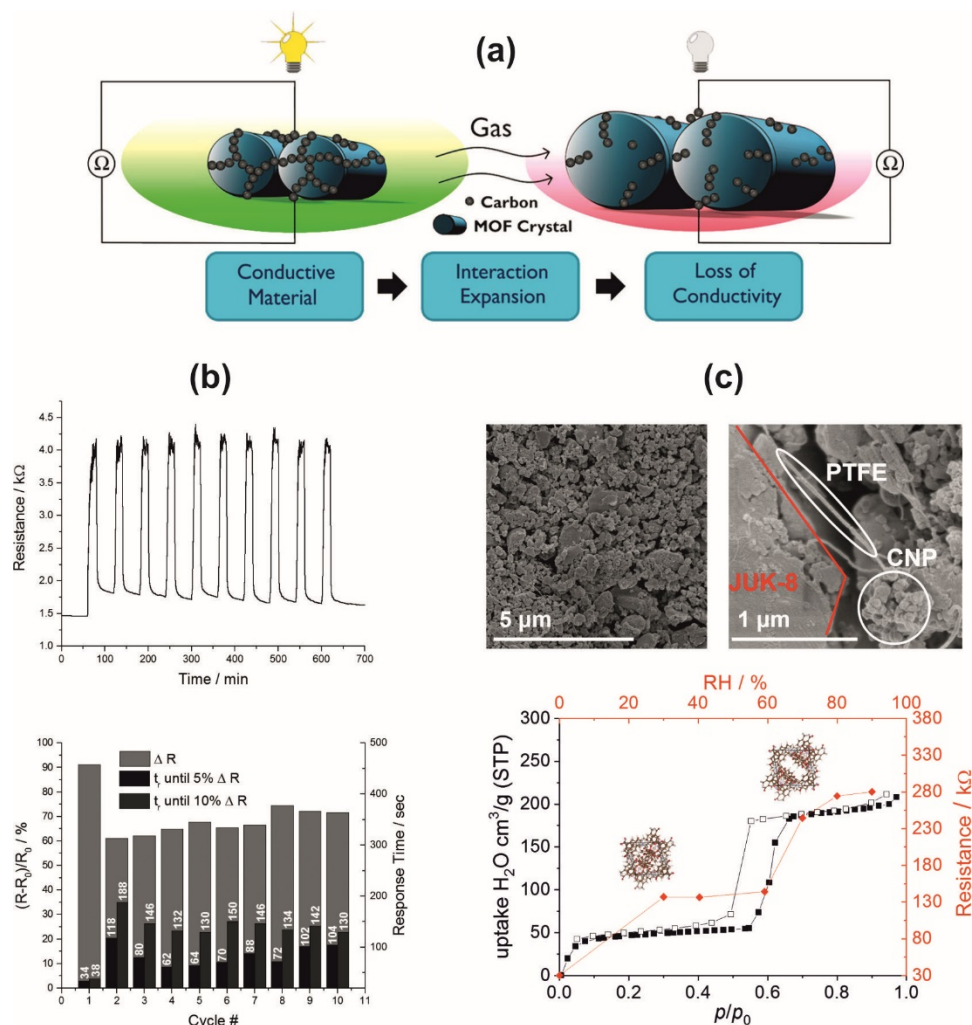 (a)
Ω
Gas
Ω
Carbon
MOF Crystal
Conductive
Material
Interaction
Expansion
Loss of
Conductivity
(b)
Resistance / kΩ
4.5
4.0
3.5
3.0
2.5
2.0
1.5
1.0
0 100 200 300 400 500 600 700
Time / min
(R-R0)/R0 / %
100
90
80
70
60
50
40
30
20
10
0
Δ R
tr until 5% Δ R
tr until 10% Δ R
34 38 118 188 80 146 62 132 64 130 70 150 88 146 72 134 102 142 104 130
500
400
300
200
100
Response Time / sec
0 1 2 3 4 5 6 7 8 9 10 11
Cycle #
(c)
5 µm
PTFE
CNP
JUK-8
1 µm
RH / %
0 20 40 60 80 100
uptake H2O cm3/g (STP)
300
250
200
150
100
50
0
380
330
280
230
180
130
80
30
Resistance / kΩ
0.0 0.2 0.4 0.6 0.8 1.0
p/p0